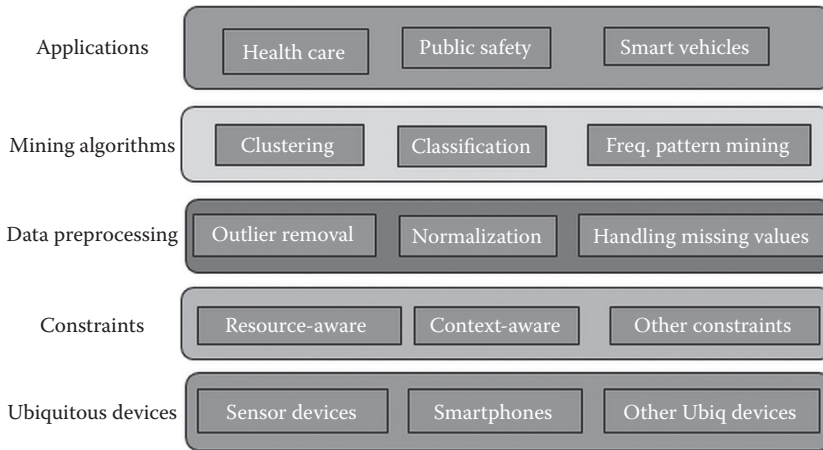 Applications
Health care
Public safety
Smart vehicles
Mining algorithms
Clustering
Classification
Freq. pattern mining
Data preprocessing
Outlier removal
Normalization
Handling missing values
Constraints
Resource-aware
Context-aware
Other constraints
Ubiquitous devices
Sensor devices
Smartphones
Other Ubiq devices